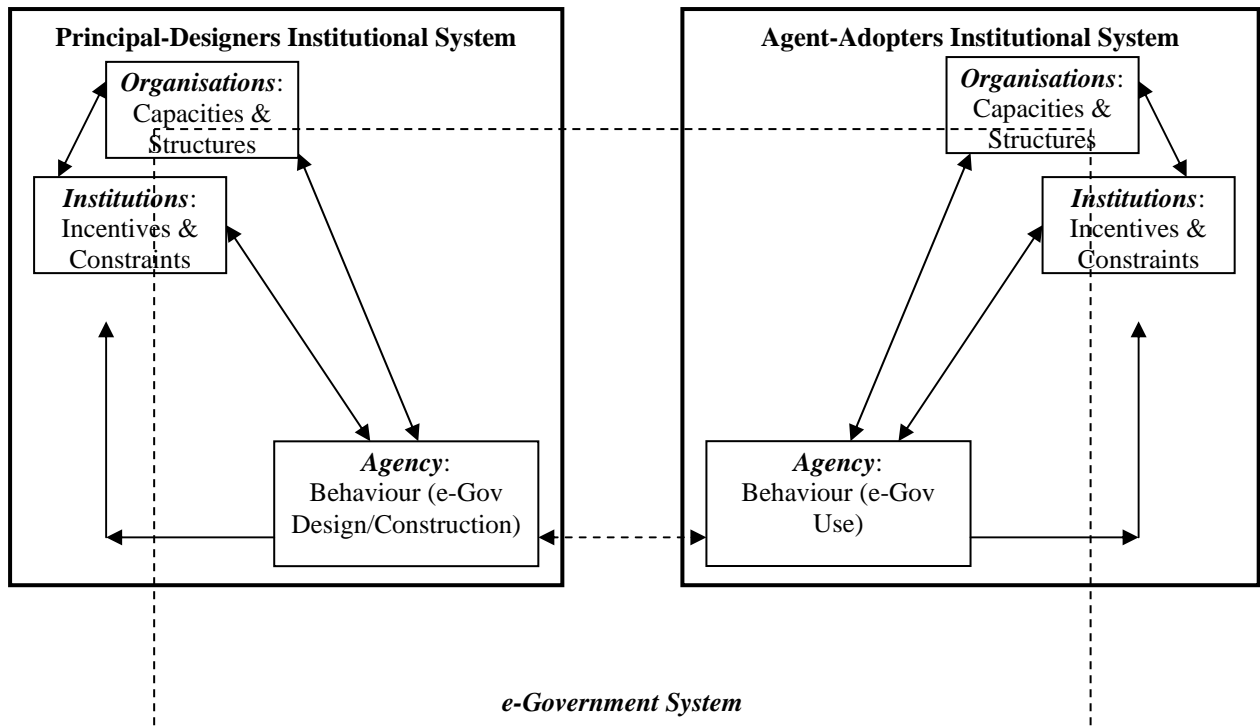 Principal-Designers Institutional System
Organisations:
Capacities &
Structures
Institutions:
Incentives &
Constraints
Agency:
Behaviour (e-Gov
Design/Construction)
Agent-Adopters Institutional System
Organisations:
Capacities &
Structures
Institutions:
Incentives &
Constraints
Agency:
Behaviour (e-Gov
Use)
e-Government System